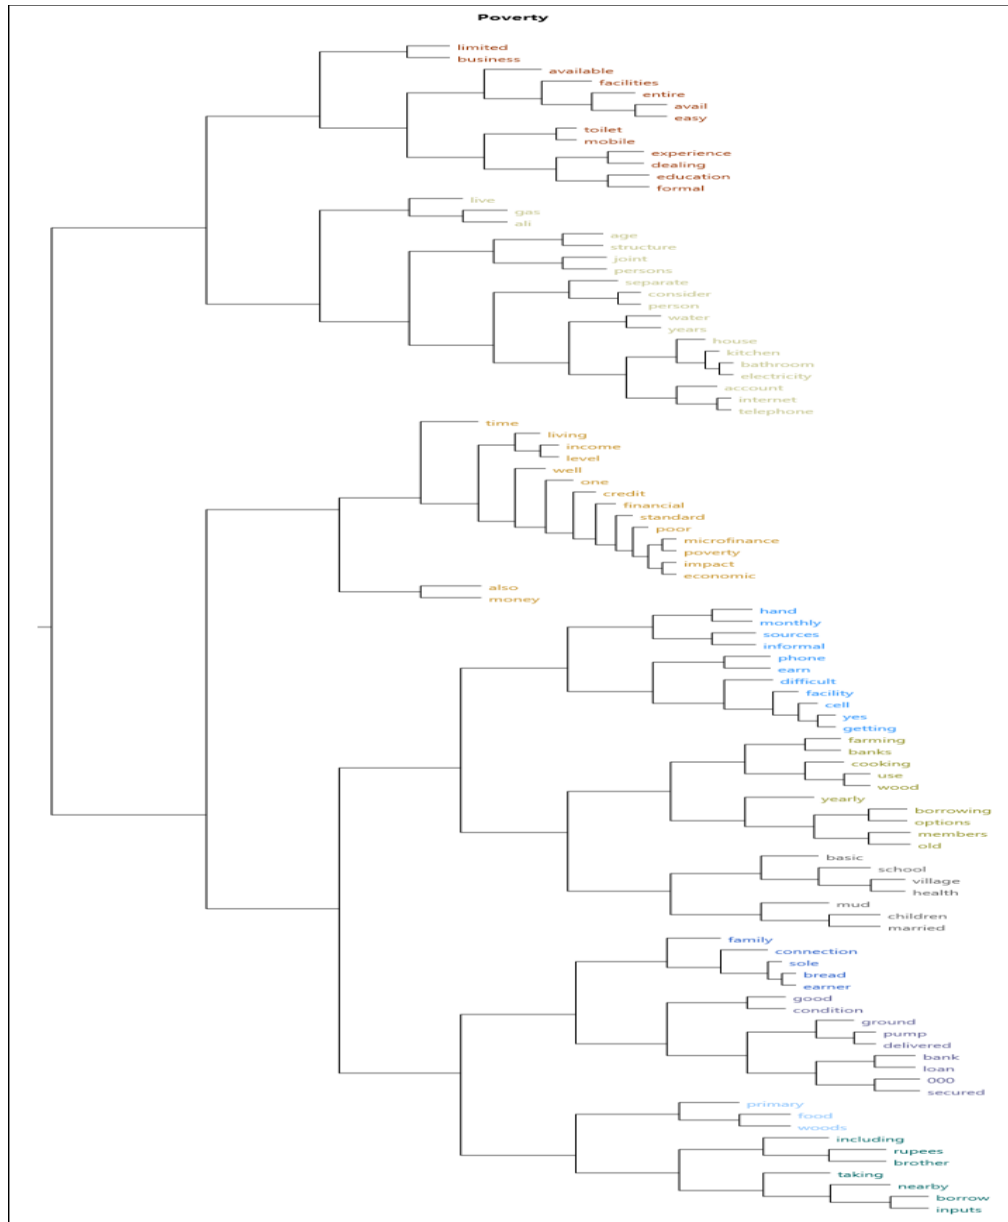 Poverty
limited
business
available
facilities
entire
avail
easy
toilet
mobile
experience
dealing
education
formal
live
gas
ali
age
structure
joint
persons
separate
consider
person
water
years
house
kitchen
bathroom
electricity
account
internet
telephone
time
living
income
level
well
one
credit
financial
standard
poor
microfinance
poverty
impact
economic
also
money
hand
monthly
sources
informal
phone
earn
difficult
facility
cell
yes
getting
farming
banks
cooking
use
wood
yearly
borrowing
options
members
old
basic
school
village
health
mud
children
married
family
connection
sole
bread
earner
good
condition
ground
pump
delivered
bank
loan
000
secured
primary
food
woods
including
rupees
brother
taking
nearby
borrow
inputs